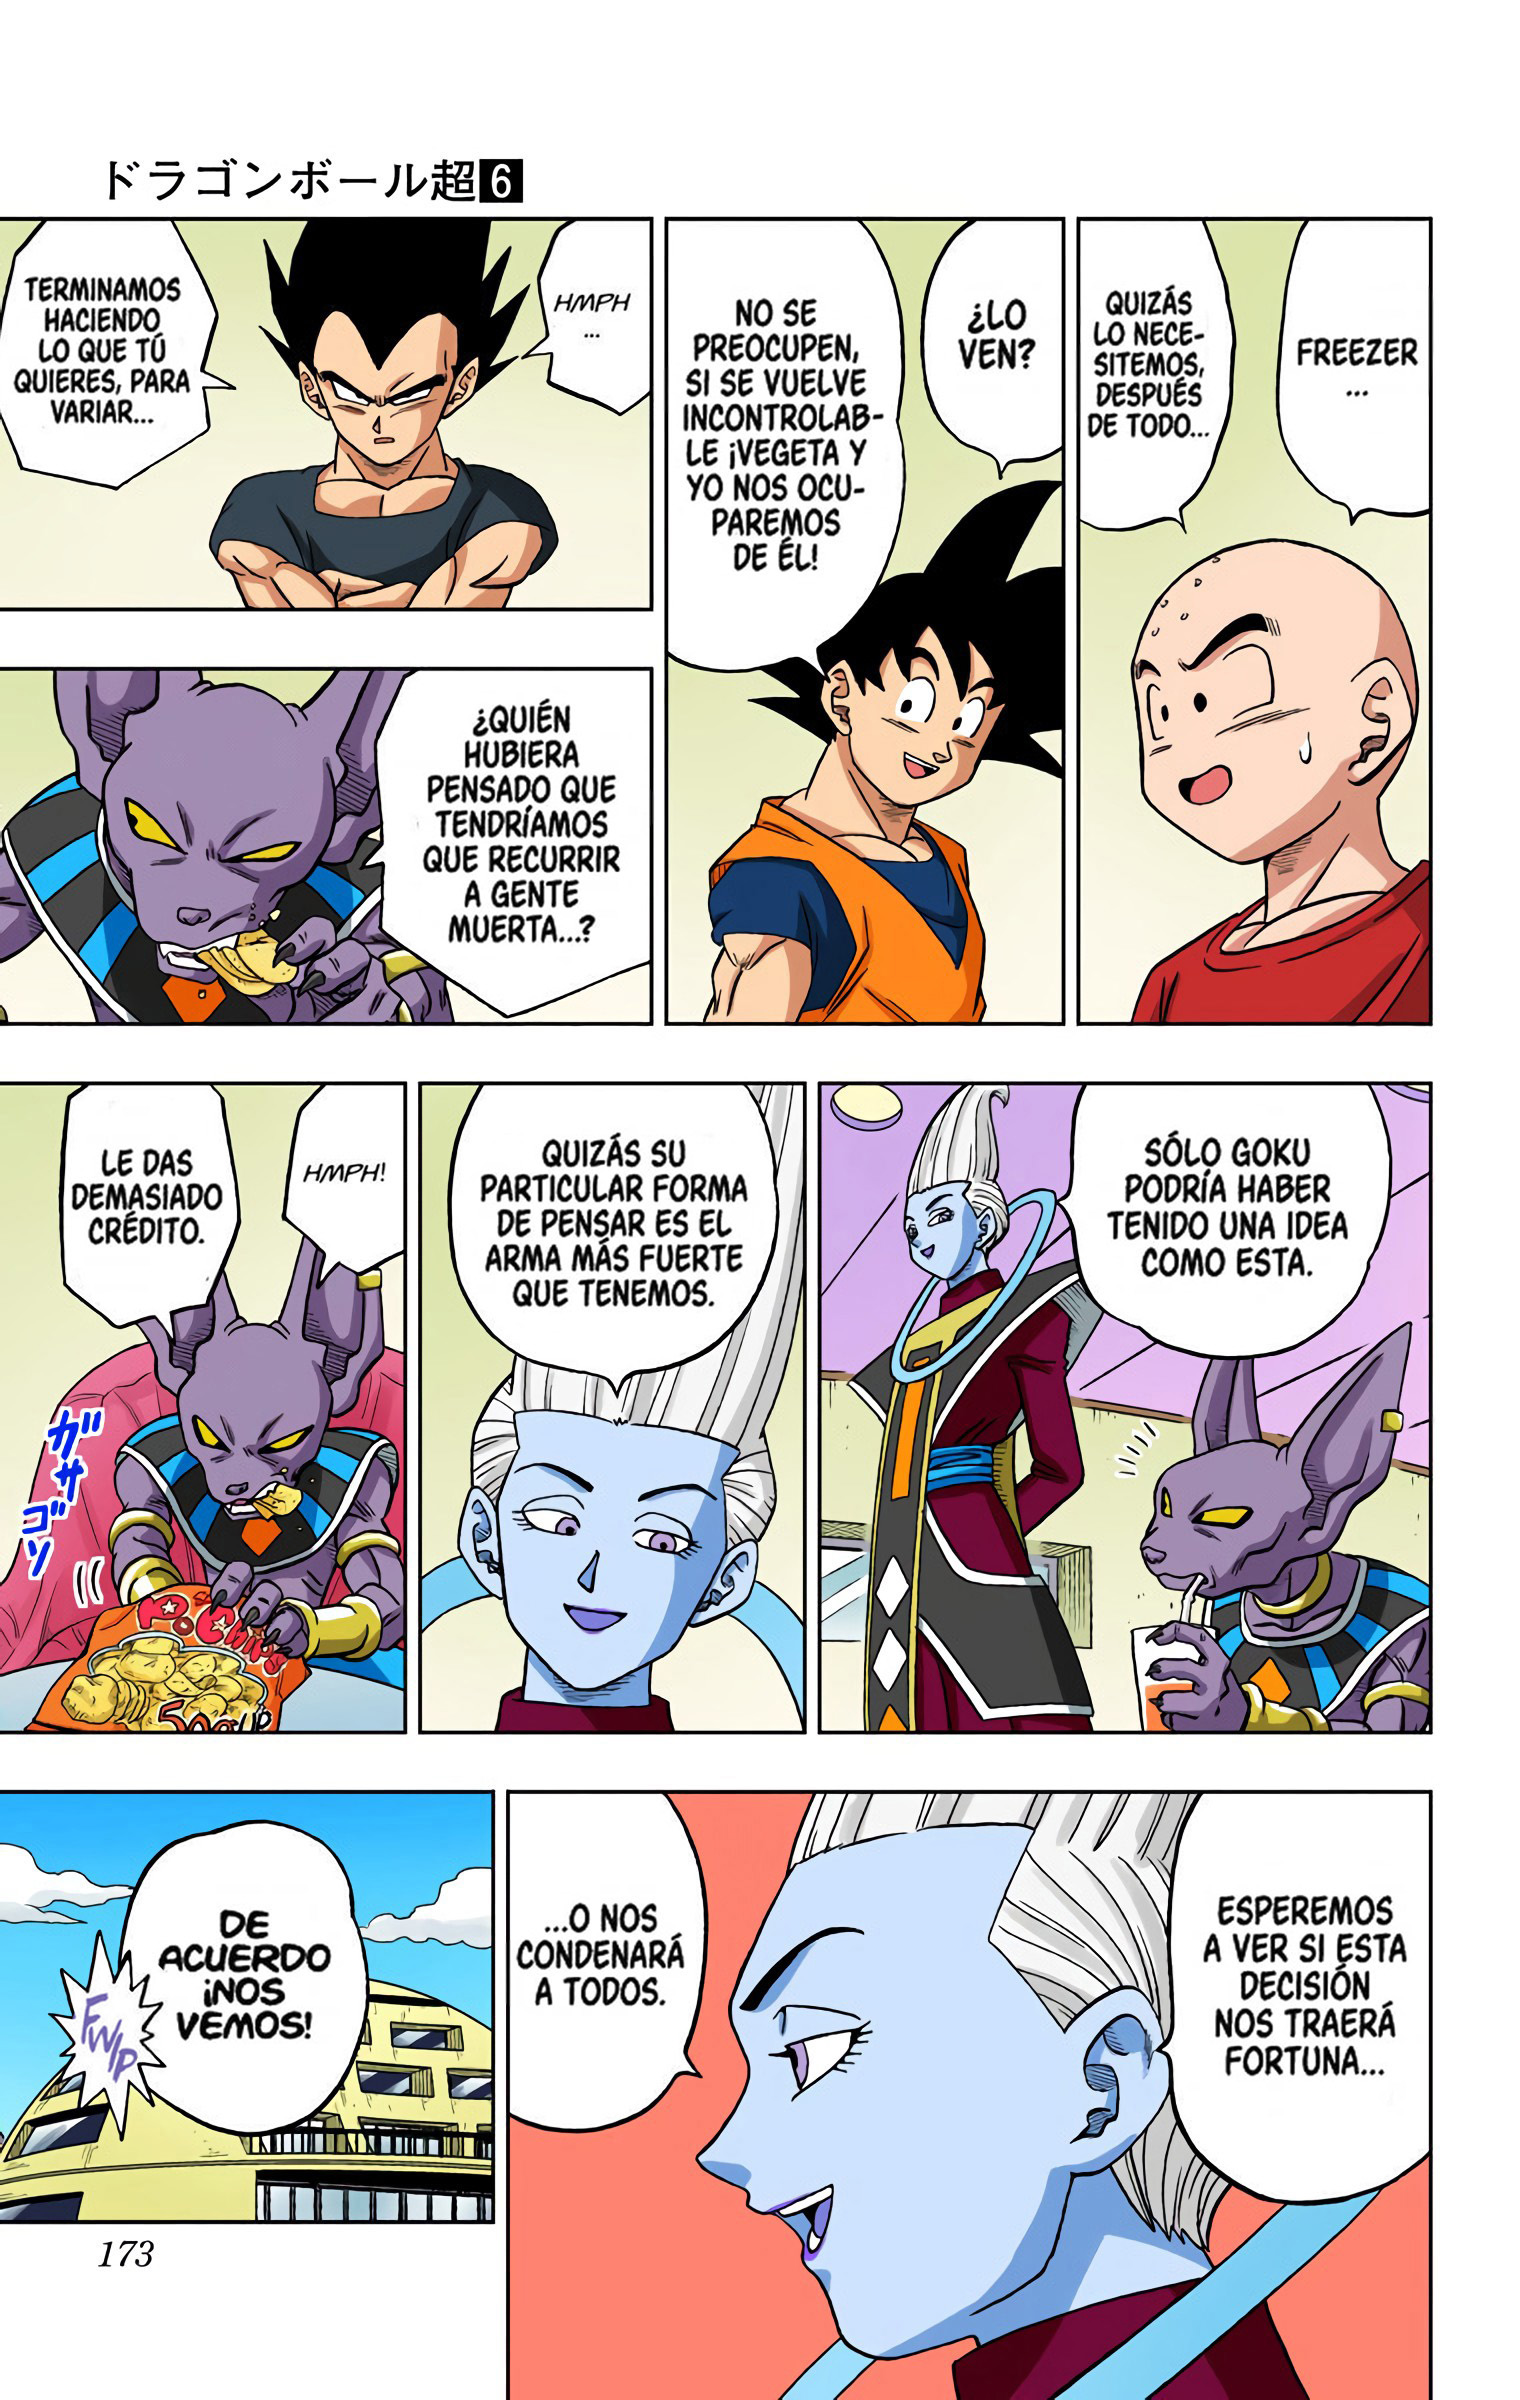 ドラゴンボール超6
FREEZER
...
QUIZÁS
LO NECE-
SITEMOS,
DESPUÉS
DE TODO...
¿LO
VEN?
NO SE
PREOCUPEN,
SI SE VUELVE
INCONTROLAB-
LE ¡VEGETA Y
YO NOS OCU-
PAREMOS
DE ÉL!
HMPH
...
TERMINAMOS
HACIENDO
LO QUE TÚ
QUIERES, PARA
VARIAR...
¿QUIÉN
HUBIERA
PENSADO QUE
TENDRÍAMOS
QUE RECURRIR
A GENTE
MUERTA...?
SÓLO GOKU
PODRÍA HABER
TENIDO UNA IDEA
COMO ESTA.
QUIZÁS SU
PARTICULAR FORMA
DE PENSAR ES EL
ARMA MÁS FUERTE
QUE TENEMOS.
HMPH!
LE DAS
DEMASIADO
CRÉDITO.
ガサ
ゴソ
PoChips
50%UP
ESPEREMOS
A VER SI ESTA
DECISIÓN
NOS TRAERÁ
FORTUNA...
...O NOS
CONDENARÁ
A TODOS.
DE
ACUERDO
¡NOS
VEMOS!
FWIP
173